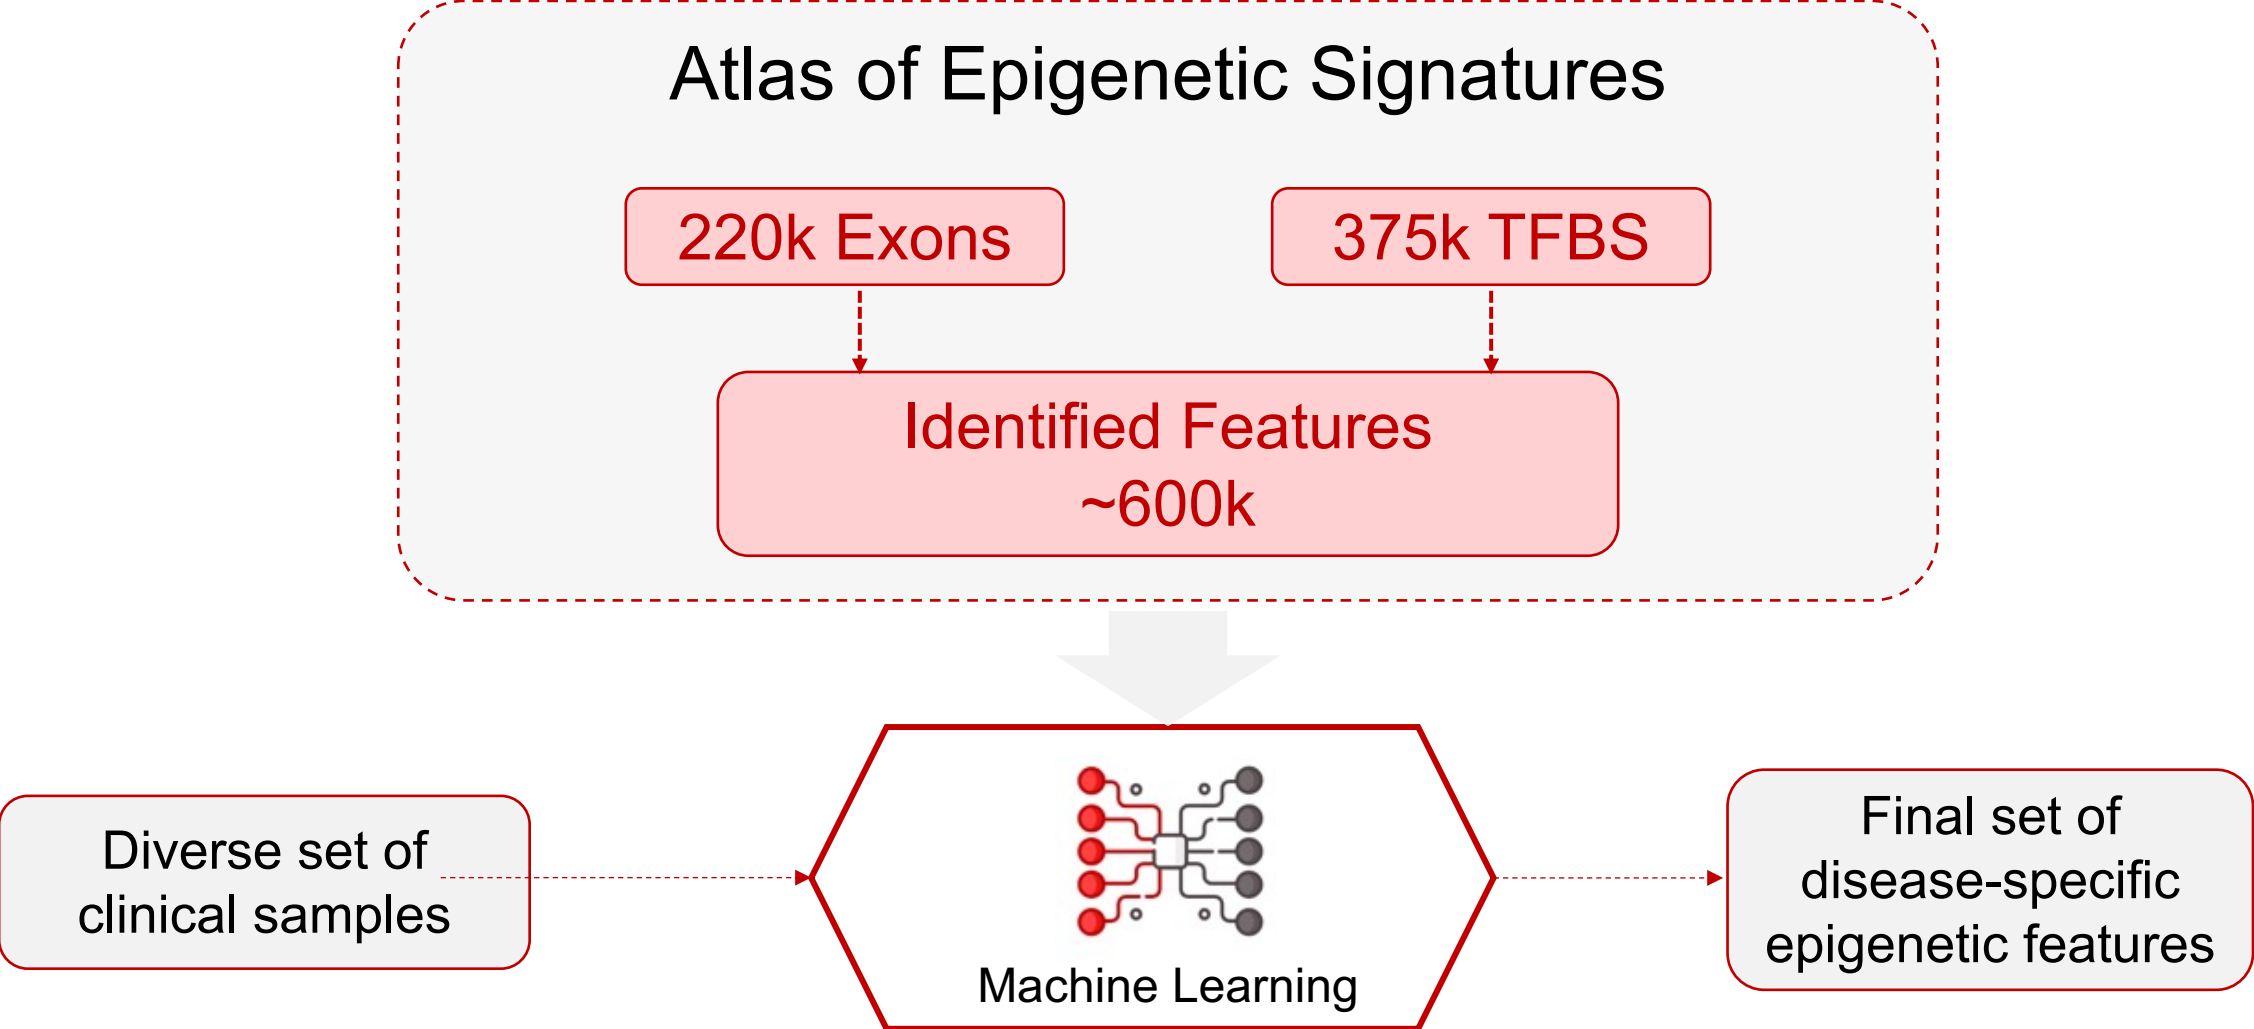 Atlas of Epigenetic Signatures
220k Exons
375k TFBS
Identified Features
~600k
Diverse set of
clinical samples
Machine Learning
Final set of
disease-specific
epigenetic features